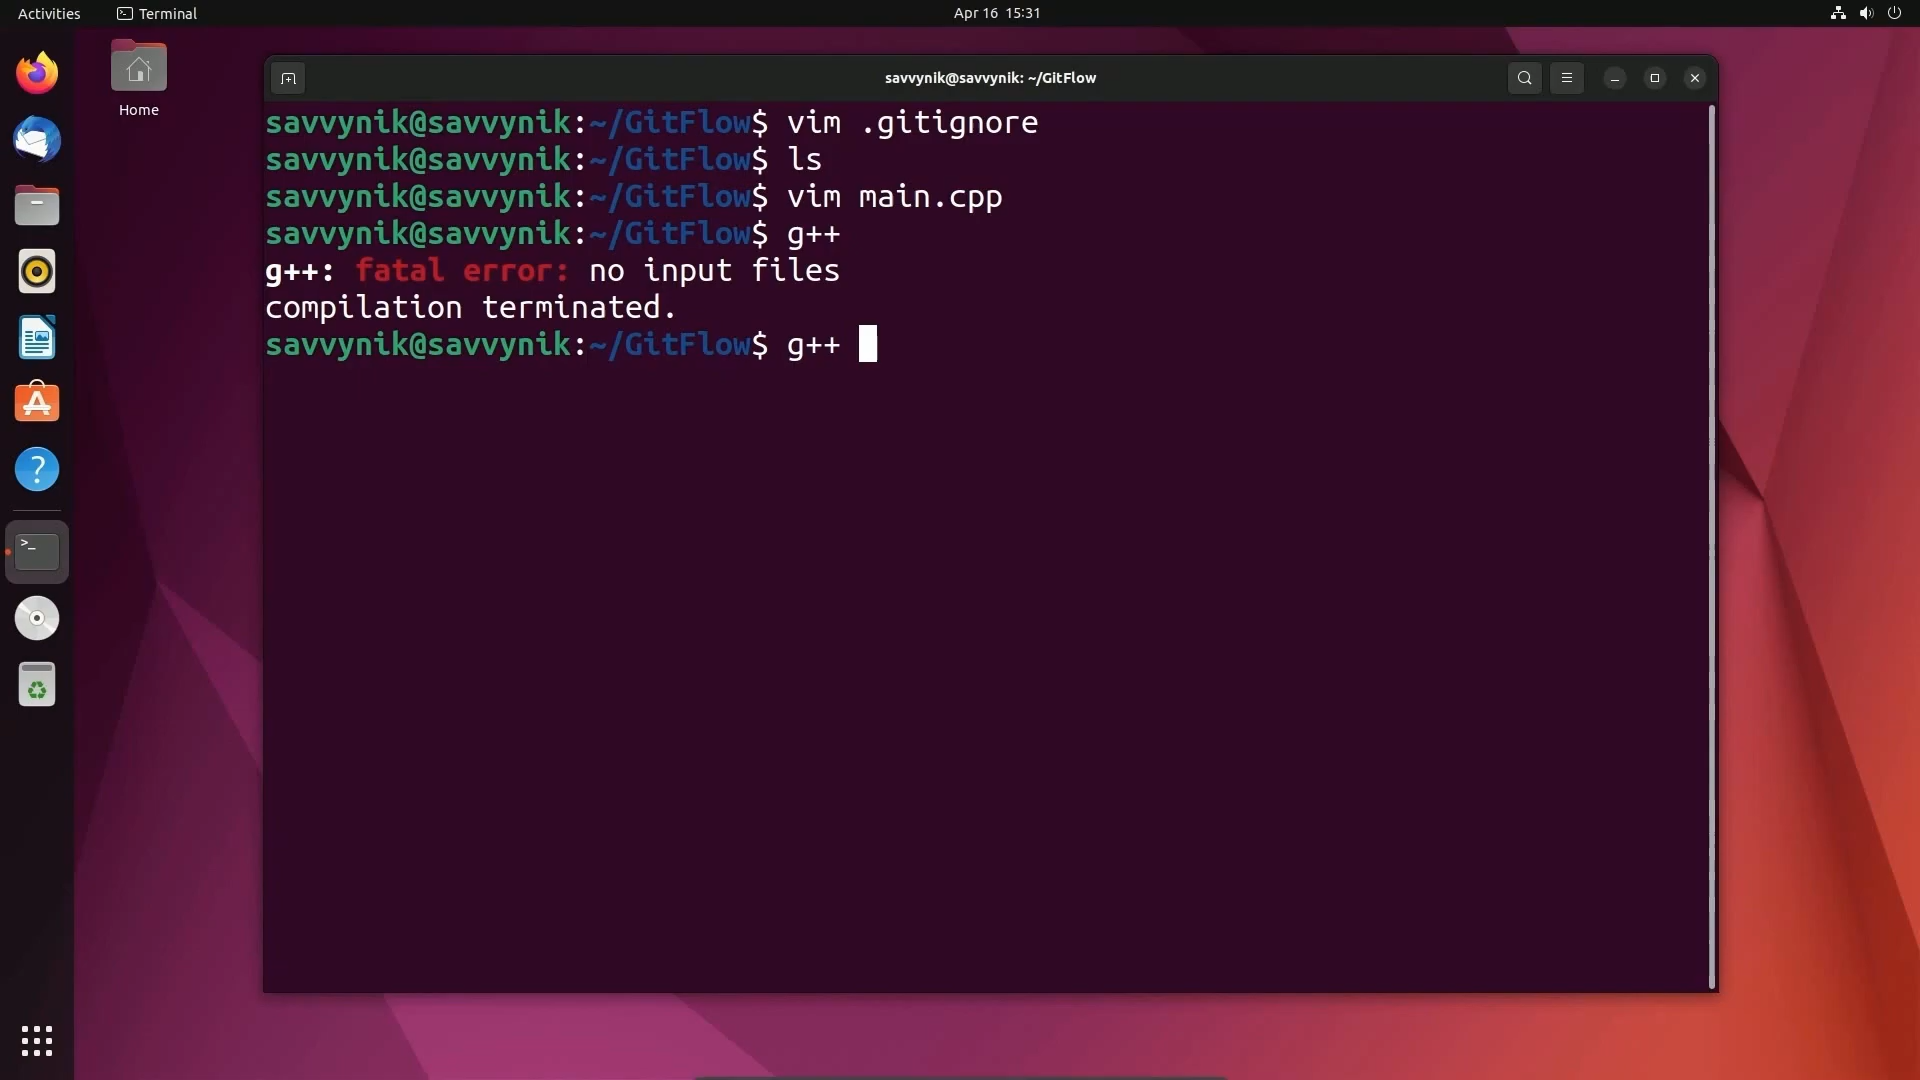 Activities
Terminal
Apr 16 15:31
Home
savvynik@savvynik: ~/GitFlow
savvynik@savvynik:~/GitFlow$ vim .gitignore
savvynik@savvynik:~/GitFlow$ ls
savvynik@savvynik:~/GitFlow$ vim main.cpp
savvynik@savvynik:~/GitFlow$ g++
g++: fatal error: no input files
compilation terminated.
savvynik@savvynik:~/GitFlow$ g++